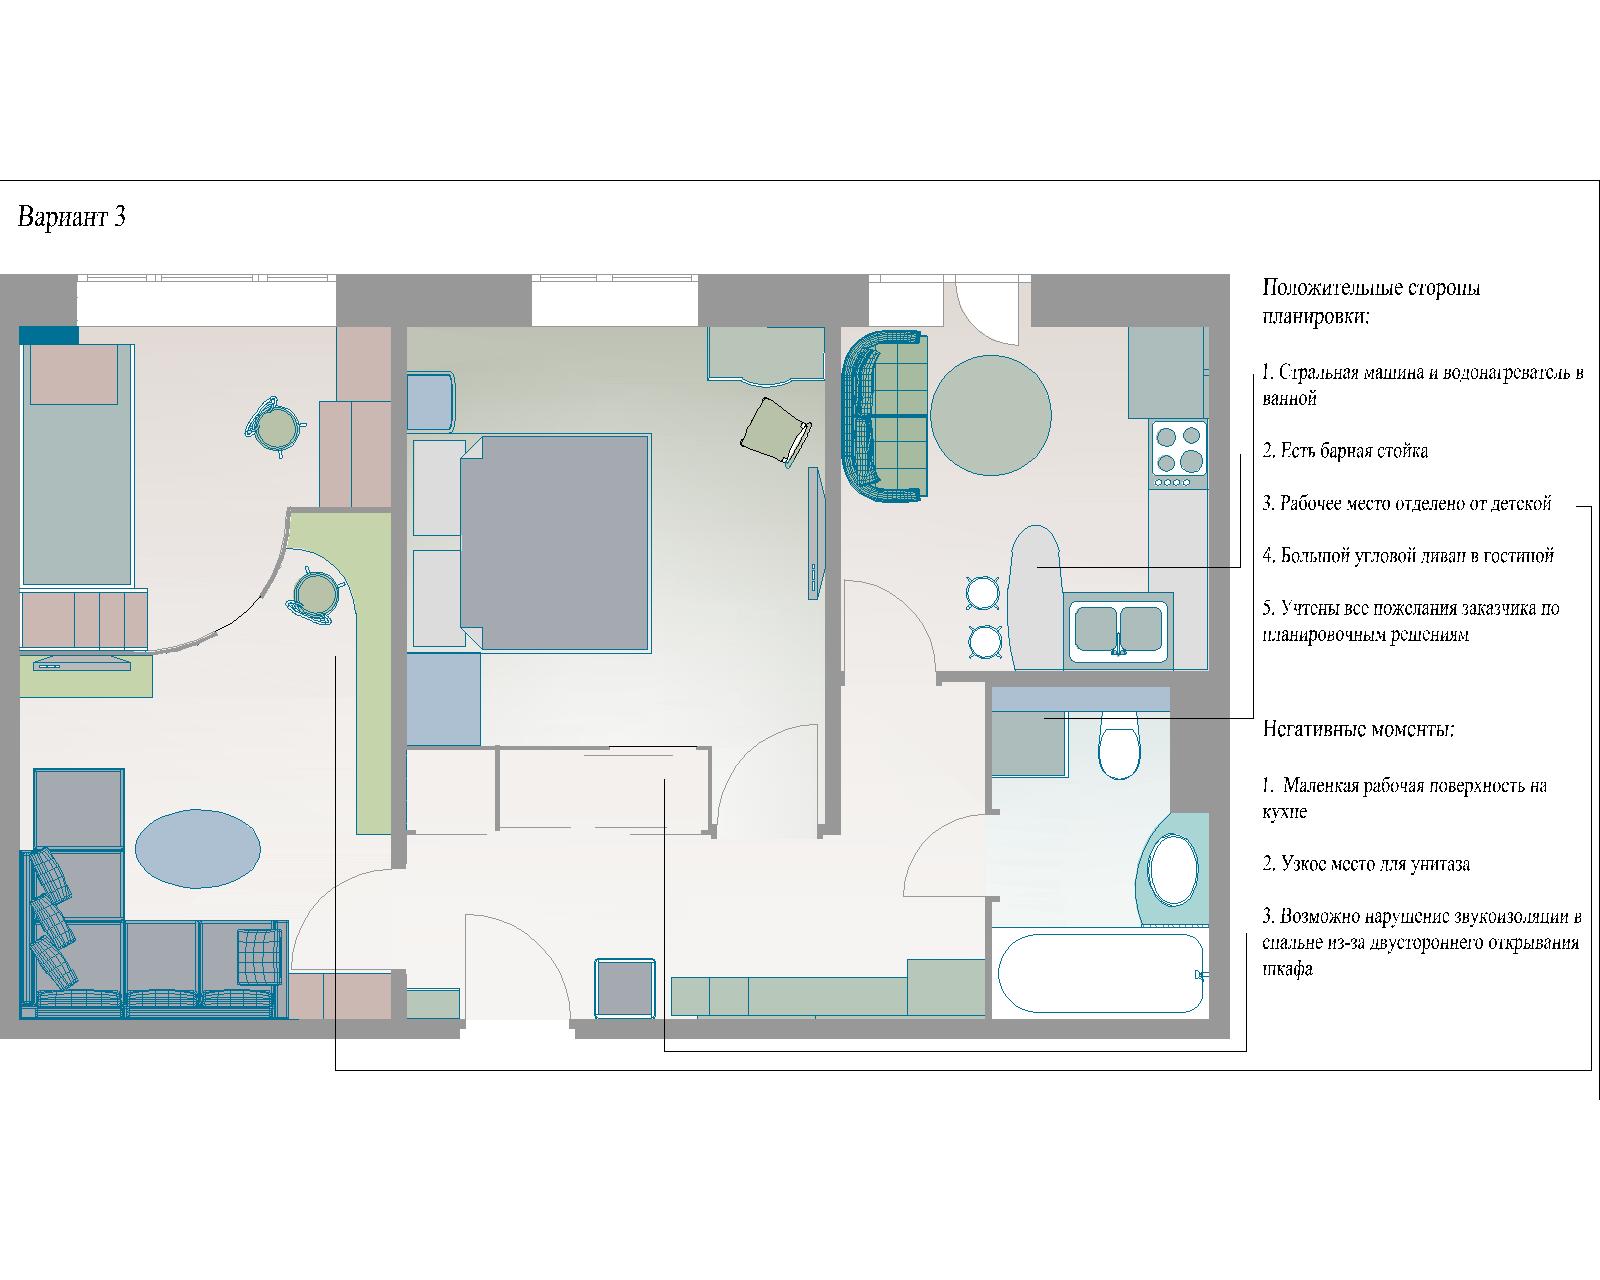 Вариант 3
Положительные стороны
планировки:
1. Стральная машина и водонагреватель в
ванной
2. Есть барная стойка
3. Рабочее место отделено от детской
4. Большой угловой диван в гостиной
5. Учтены все пожелания заказчика по
планировочным решениям
Негативные моменты:
1. Маленкая рабочая поверхность на
кухне
2. Узкое место для унитаза
3. Возможно нарушение звукоизоляции в
спальне из-за двустороннего открывания
шкафа